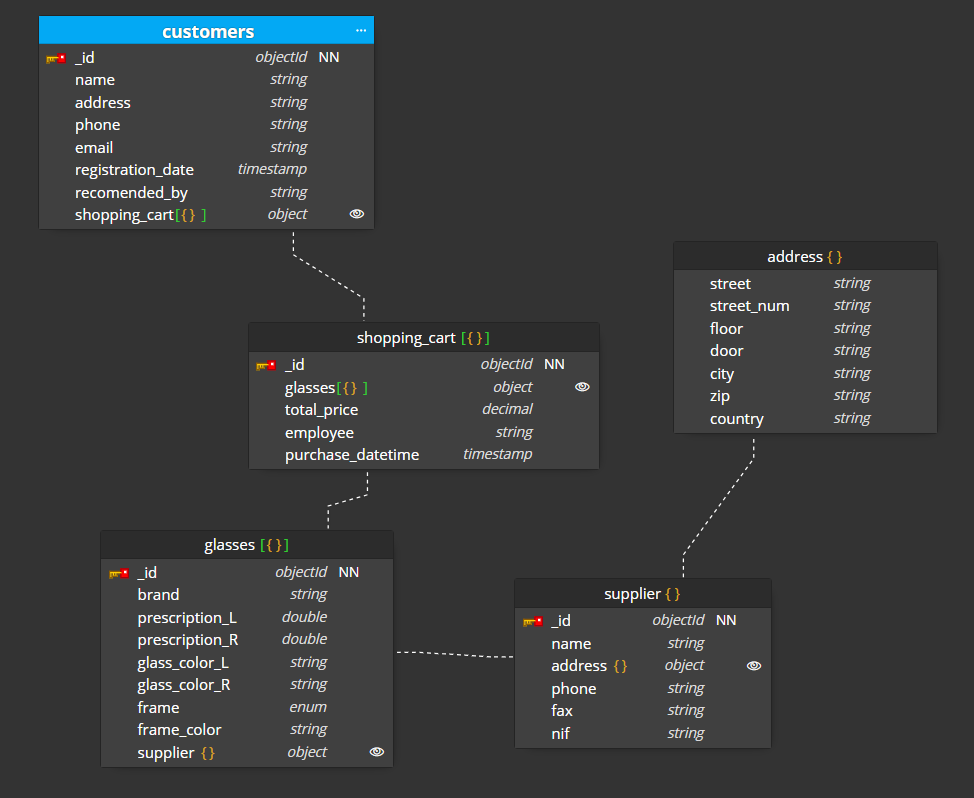 customers ...
_id objectId NN
name string
address string
phone string
email string
registration_date timestamp
recomended_by string
shopping_cart[{} ] object
address { }
street string
street_num string
floor string
door string
city string
zip string
country string
shopping_cart [{ }]
_id objectId NN
glasses[{} ] object
total_price decimal
employee string
purchase_datetime timestamp
glasses [{ }]
_id objectId NN
brand string
prescription_L double
prescription_R double
glass_color_L string
glass_color_R string
frame enum
frame_color string
supplier {} object
supplier { }
_id objectId NN
name string
address {} object
phone string
fax string
nif string